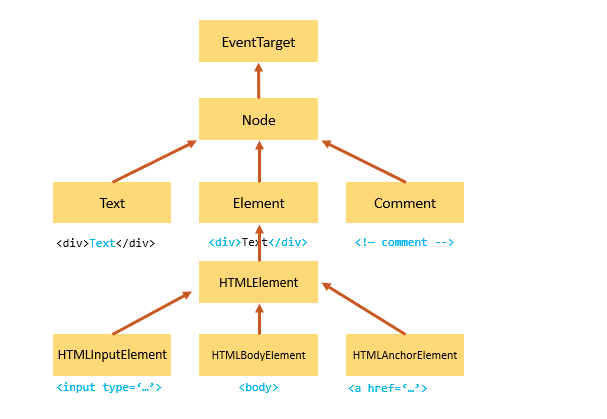 EventTarget
Node
Text
Element
Comment
<div>Text</div>
<div>Text</div>
<!– comment -->
HTMLElement
HTMLInputElement
HTMLBodyElement
HTMLAnchorElement
<input type=‘…’>
<body>
<a href=‘…’>